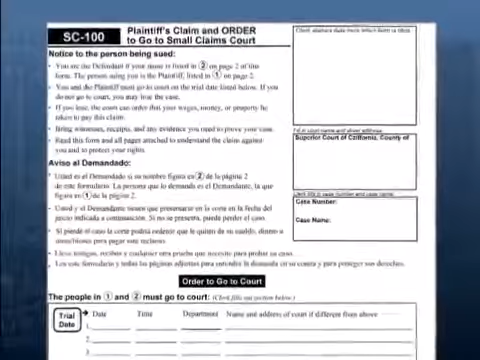 SC-100
Plaintiff's Claim and ORDER
to Go to Small Claims Court
Clerk stamps date here when form is filed.
Notice to the person being sued:
• You are the Defendant if your name is listed in ② on page 2 of this
form. The person suing you is the Plaintiff, listed in ① on page 2.
• You and the Plaintiff must go to court on the trial date listed below. If you
do not go to court, you may lose the case.
• If you lose, the court can order that your wages, money, or property be
taken to pay this claim.
• Bring witnesses, receipts, and any evidence you need to prove your case.
• Read this form and all pages attached to understand the claim against
you and to protect your rights.
Fill in court name and street address:
Superior Court of California, County of
Aviso al Demandado:
• Usted es el Demandado si su nombre figura en ② de la página 2
de este formulario. La persona que lo demanda es el Demandante, la que
figura en ① de la página 2.
• Usted y el Demandante tienen que presentarse en la corte en la fecha del
juicio indicada a continuación. Si no se presenta, puede perder el caso.
• Si pierde el caso la corte podría ordenar que le quiten de su sueldo, dinero u
otros bienes para pagar este reclamo.
• Lleve testigos, recibos y cualquier otra prueba que necesite para probar su caso.
• Lea este formulario y todas las páginas adjuntas para entender la demanda en su contra y para proteger sus derechos.
Clerk fills in case number and case name:
Case Number:
Case Name:
Order to Go to Court
The people in ① and ② must go to court: (Clerk fills out section below.)
Trial
Date
Date Time Department Name and address of court if different from above
1.
2.
3.